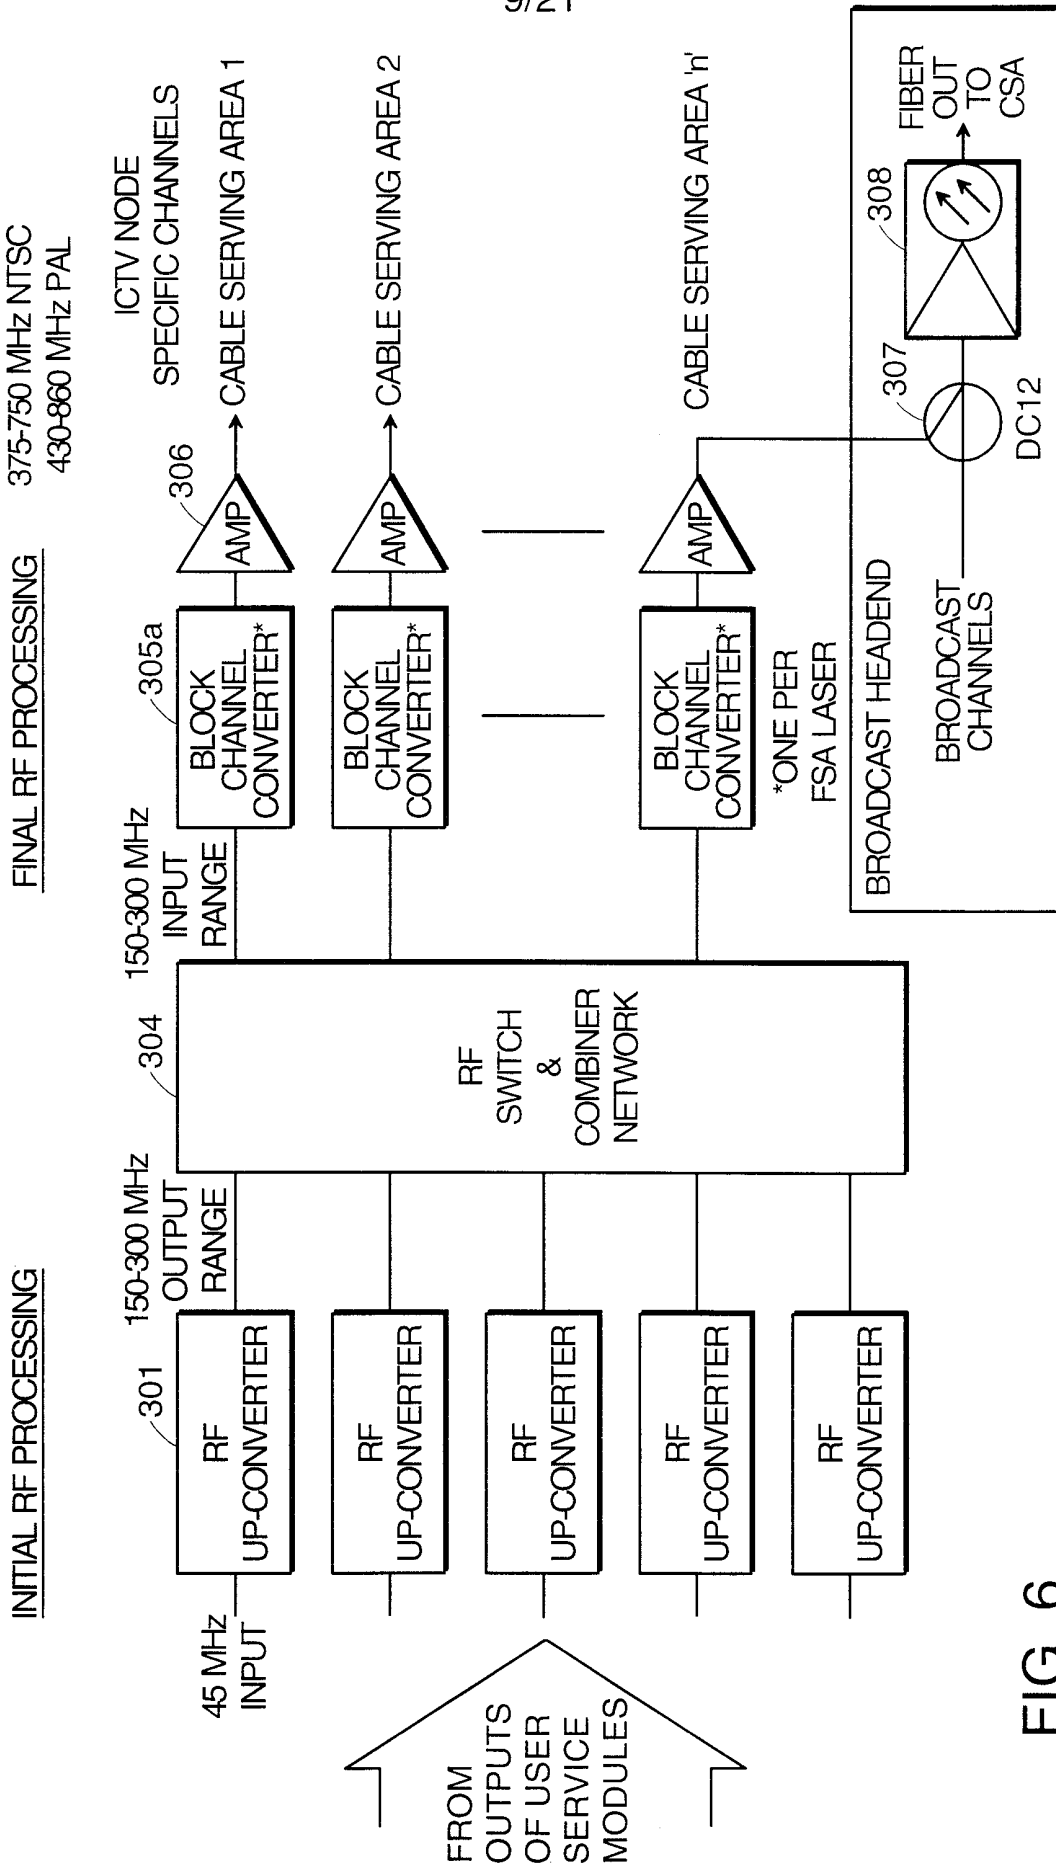 9/21
INITIAL RF PROCESSING
FINAL RF PROCESSING
375-750 MHz NTSC
430-860 MHz PAL
ICTV NODE
SPECIFIC CHANNELS
45 MHz
INPUT
301
RF
UP-CONVERTER
150-300 MHz
OUTPUT
RANGE
304
150-300 MHz
INPUT
RANGE
305a
BLOCK
CHANNEL
CONVERTER*
306
AMP
CABLE SERVING AREA 1
RF
UP-CONVERTER
BLOCK
CHANNEL
CONVERTER*
AMP
CABLE SERVING AREA 2
FROM
OUTPUTS
OF USER
SERVICE
MODULES
RF
UP-CONVERTER
RF
SWITCH
&
COMBINER
NETWORK
RF
UP-CONVERTER
BLOCK
CHANNEL
CONVERTER*
AMP
CABLE SERVING AREA 'n'
*ONE PER
FSA LASER
RF
UP-CONVERTER
BROADCAST HEADEND
BROADCAST
CHANNELS
307
DC12
308
FIBER
OUT
TO
CSA
FIG. 6